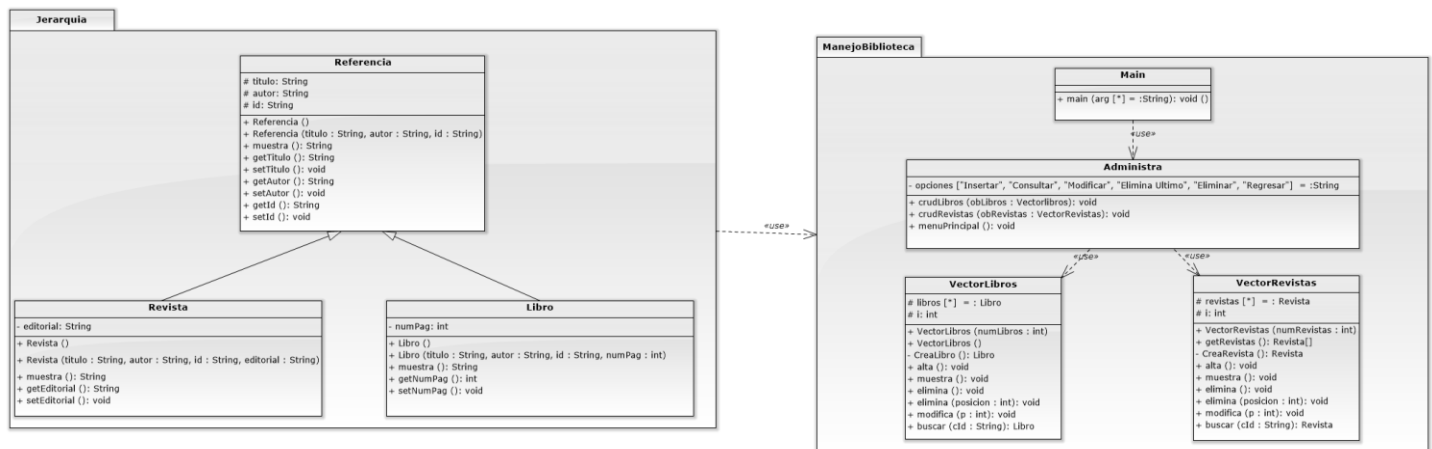 Jerarquia
Referencia
# titulo: String
# autor: String
# id: String
+ Referencia ()
+ Referencia (titulo : String, autor : String, id : String)
+ muestra (): String
+ getTitulo (): String
+ setTitulo (): void
+ getAutor (): String
+ setAutor (): void
+ getId (): String
+ setId (): void
Revista
- editorial: String
+ Revista ()
+ Revista (titulo : String, autor : String, id : String, editorial : String)
+ muestra (): String
+ getEditorial (): String
+ setEditorial (): void
Libro
- numPag: int
+ Libro ()
+ Libro (titulo : String, autor : String, id : String, numPag : int)
+ muestra (): String
+ getNumPag (): int
+ setNumPag (): void
«use»
ManejoBiblioteca
Main
+ main (arg [*] = :String): void ()
«use»
Administra
- opciones ["Insertar", "Consultar", "Modificar", "Elimina Ultimo", "Eliminar", "Regresar"] = :String
+ crudLibros (obLibros : Vectorlibros): void
+ crudRevistas (obRevistas : VectorRevistas): void
+ menuPrincipal (): void
«use»
«use»
VectorLibros
# libros [*] = : Libro
# i: int
+ VectorLibros (numLibros : int)
+ VectorLibros ()
- CreaLibro (): Libro
+ alta (): void
+ muestra (): void
+ elimina (): void
+ elimina (posicion : int): void
+ modifica (p : int): void
+ buscar (cId : String): Libro
VectorRevistas
# revistas [*] = : Revista
# i: int
+ VectorRevistas (numRevistas : int)
+ getRevistas (): Revista[]
- CreaRevista (): Revista
+ alta (): void
+ muestra (): void
+ elimina (): void
+ elimina (posicion : int): void
+ modifica (p : int): void
+ buscar (cId : String): Revista